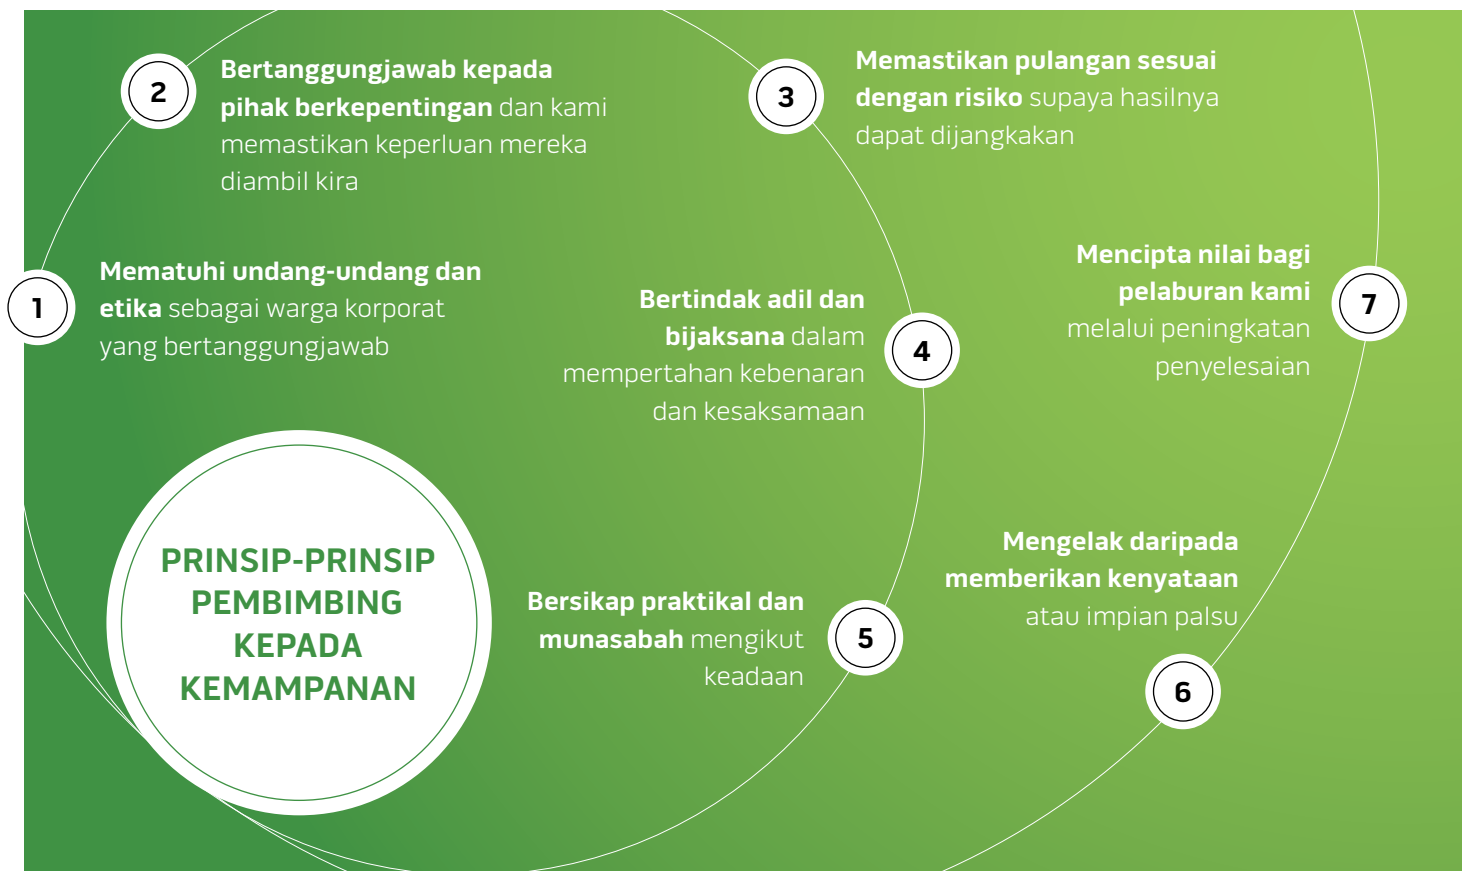 PRINSIP-PRINSIP
PEMBIMBING
KEPADA
KEMAMPANAN
1
Mematuhi undang-undang dan
etika sebagai warga korporat
yang bertanggungjawab
2
Bertanggungjawab kepada
pihak berkepentingan dan kami
memastikan keperluan mereka
diambil kira
3
Memastikan pulangan sesuai
dengan risiko supaya hasilnya
dapat dijangkakan
4
Bertindak adil dan
bijaksana dalam
mempertahan kebenaran
dan kesaksamaan
5
Bersikap praktikal dan
munasabah mengikut
keadaan
6
Mengelak daripada
memberikan kenyataan
atau impian palsu
7
Mencipta nilai bagi
pelaburan kami
melalui peningkatan
penyelesaian